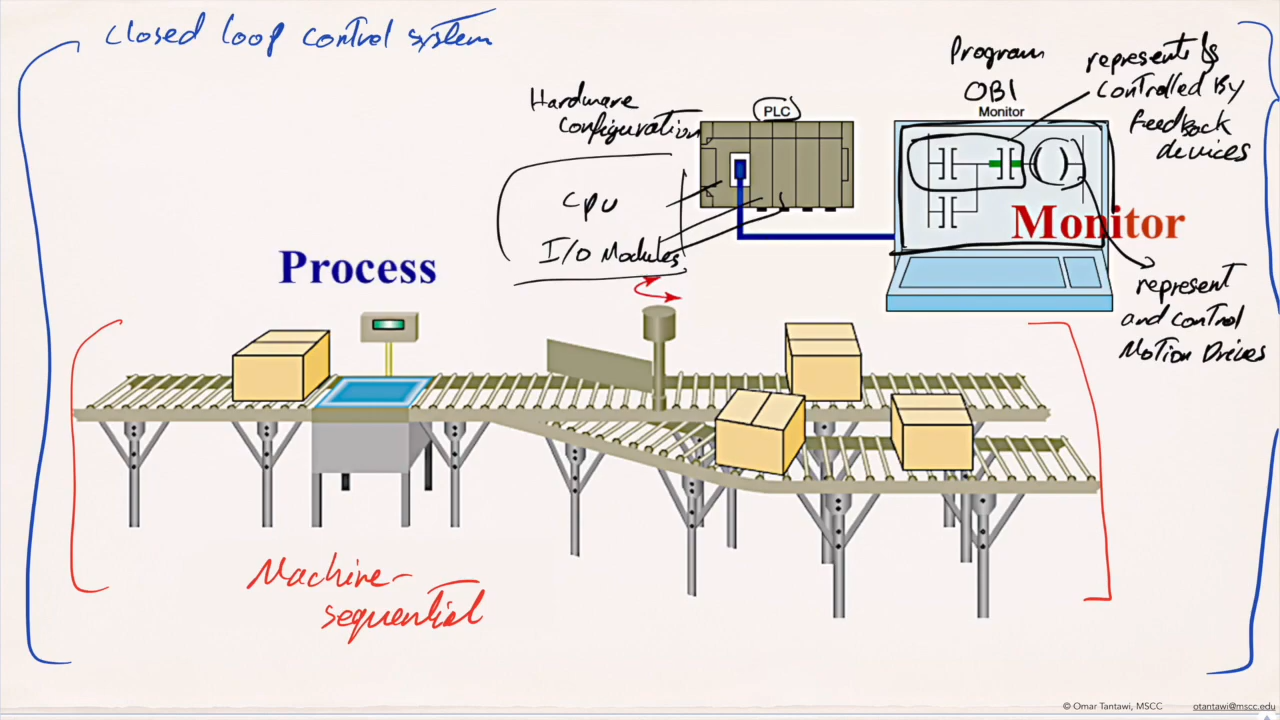 closed loop control system
Program
OB1
Monitor
represents &
controlled By
feedback
devices
Hardware
configuration
PLC
CPU
I/O Modules
Monitor
Process
represent
and control
Motion Drives
Machine-
sequential
© Omar Tantawi, MSCC
otantawi@mscc.edu